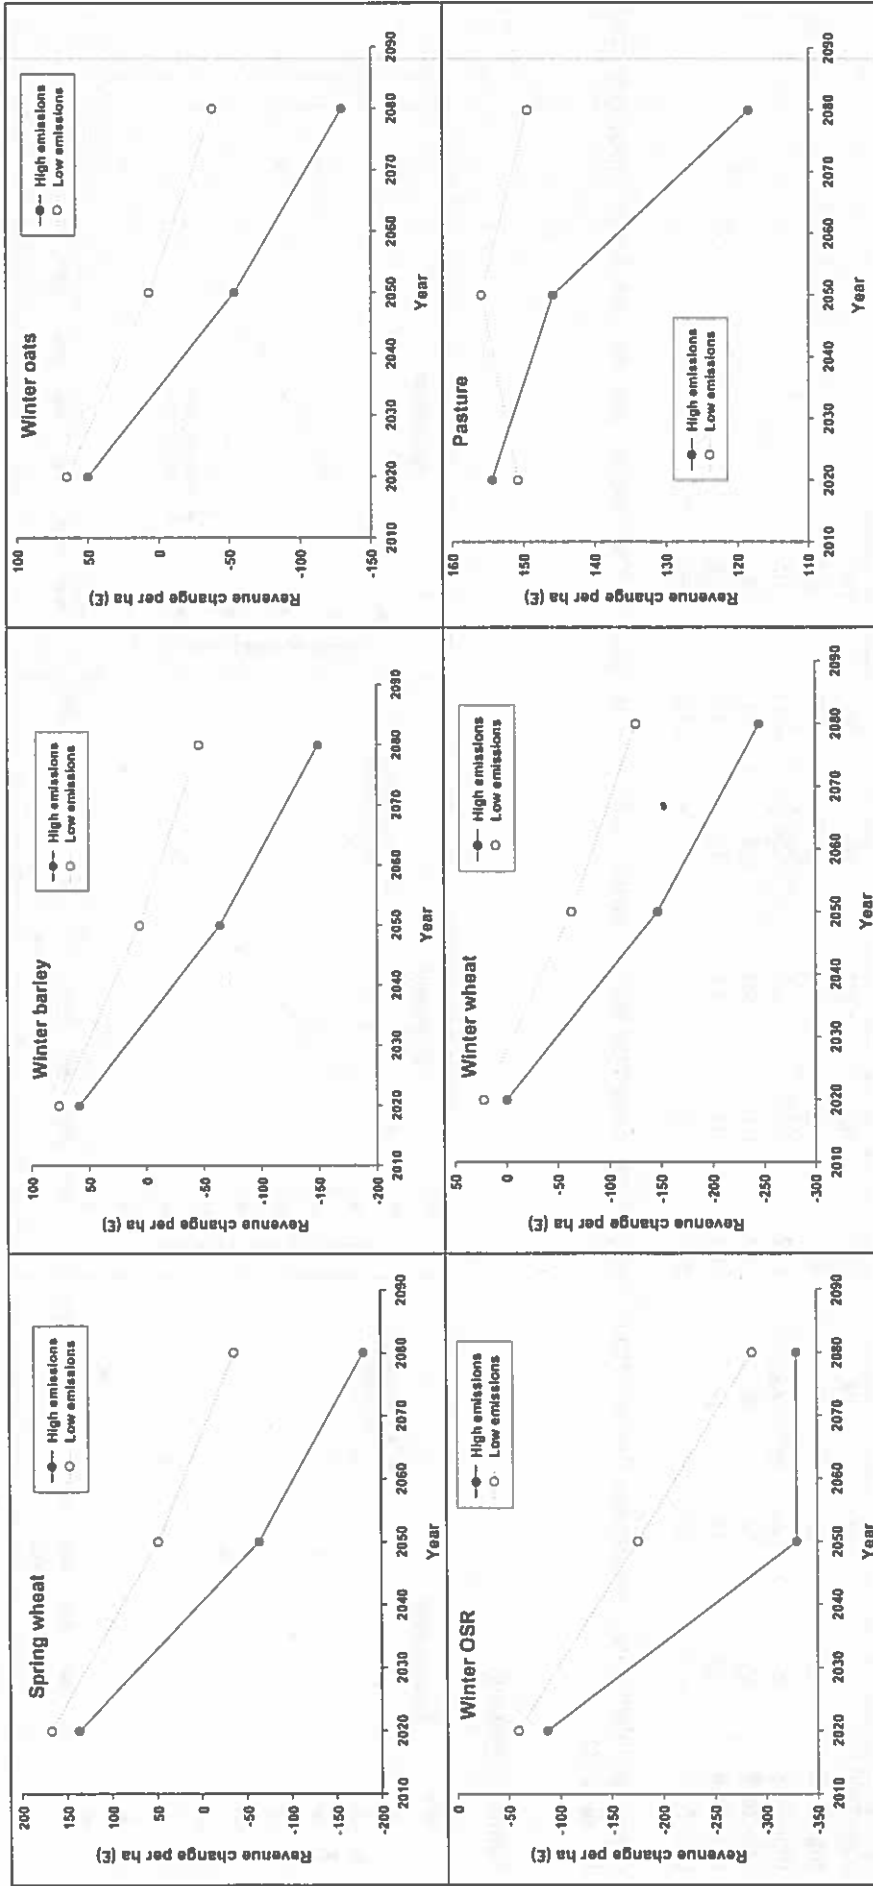 Spring wheat
High emissions
Low emissions
200
150
100
50
0
-50
-100
-150
-200
Revenue change per ha (£)
2010 2020 2030 2040 2050 2060 2070 2080 2090
Year
Winter barley
High emissions
Low emissions
100
50
0
-50
-100
-150
-200
Revenue change per ha (£)
2010 2020 2030 2040 2050 2060 2070 2080 2090
Year
Winter oats
High emissions
Low emissions
100
50
0
-50
-100
-150
Revenue change per ha (£)
2010 2020 2030 2040 2050 2060 2070 2080 2090
Year
Winter OSR
High emissions
Low emissions
0
-50
-100
-150
-200
-250
-300
-350
Revenue change per ha (£)
2010 2020 2030 2040 2050 2060 2070 2080 2090
Year
Winter wheat
High emissions
Low emissions
50
0
-50
-100
-150
-200
-250
-300
Revenue change per ha (£)
2010 2020 2030 2040 2050 2060 2070 2080 2090
Year
Pasture
High emissions
Low emissions
160
150
140
130
120
110
Revenue change per ha (£)
2010 2020 2030 2040 2050 2060 2070 2080 2090
Year